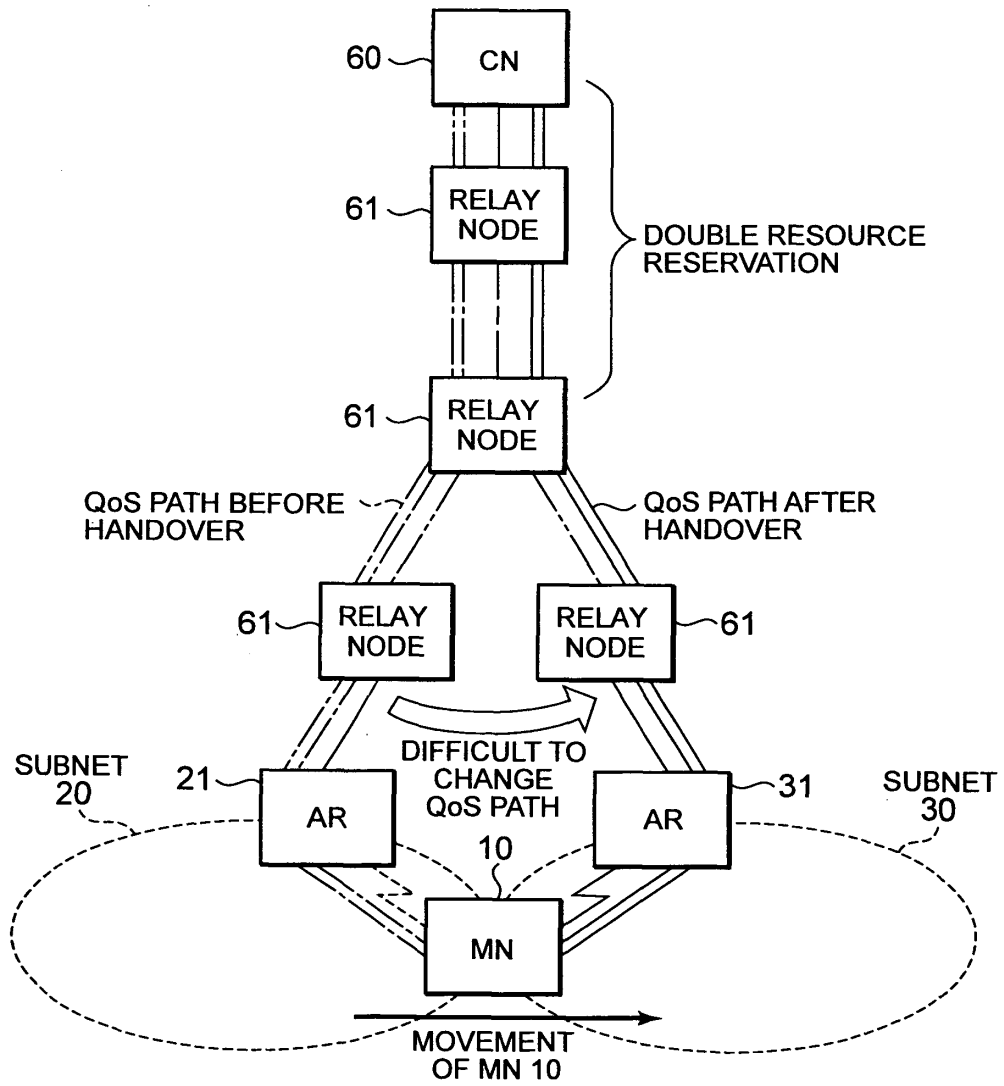 60
CN
61
RELAY
NODE
DOUBLE RESOURCE
RESERVATION
61
RELAY
NODE
QoS PATH BEFORE
HANDOVER
QoS PATH AFTER
HANDOVER
61
RELAY
NODE
RELAY
NODE
61
DIFFICULT TO
CHANGE
QoS PATH
SUBNET
20
21
AR
31
AR
SUBNET
30
10
MN
MOVEMENT
OF MN 10